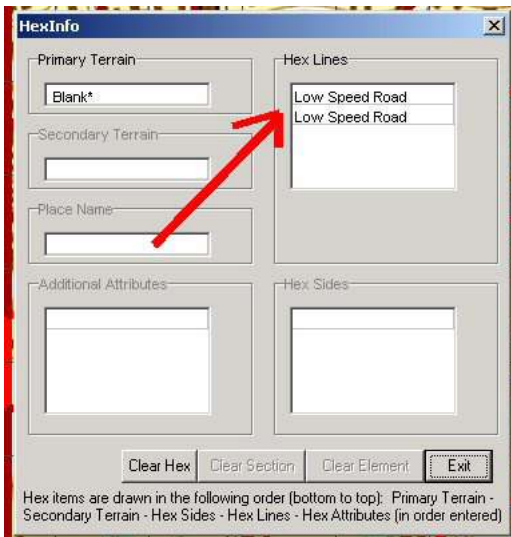 HexInfo
Primary Terrain
Blank*
Secondary Terrain
Place Name
Additional Attributes
Hex Lines
Low Speed Road
Low Speed Road
Hex Sides
Clear Hex
Clear Section
Clear Element
Exit
Hex items are drawn in the following order (bottom to top): Primary Terrain -
Secondary Terrain - Hex Sides - Hex Lines - Hex Attributes (in order entered)